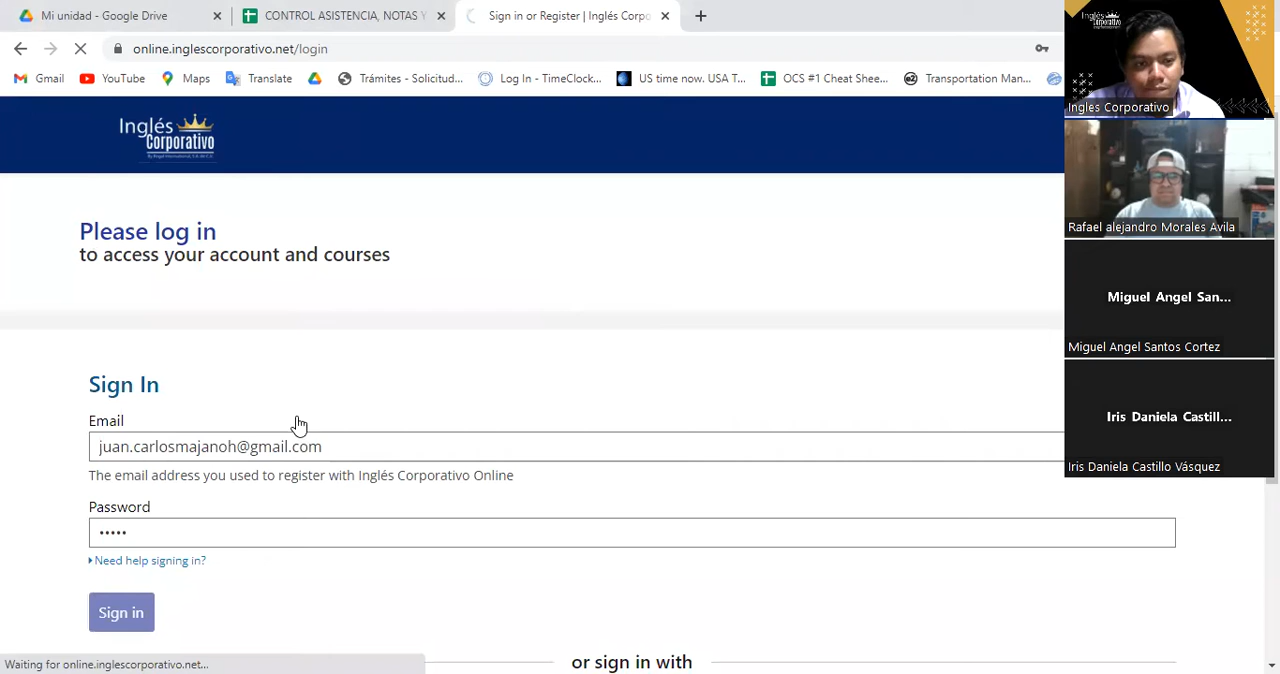 Mi unidad - Google Drive
CONTROL ASISTENCIA, NOTAS Y
Sign in or Register | Inglés Corpo
online.inglescorporativo.net/login
Gmail
YouTube
Maps
Translate
Trámites - Solicitud...
Log In - TimeClock...
US time now. USA T...
OCS #1 Cheat Shee...
Transportation Man...
Inglés
Corporativo
Please log in
to access your account and courses
Sign In
Email
juan.carlosmajanoh@gmail.com
The email address you used to register with Inglés Corporativo Online
Password
•••••
Need help signing in?
Sign in
or sign in with
Waiting for online.inglescorporativo.net...
Inglés
Corporativo
Ingles Corporativo
Rafael alejandro Morales Avila
Miguel Angel San...
Miguel Angel Santos Cortez
Iris Daniela Castill...
Iris Daniela Castillo Vásquez